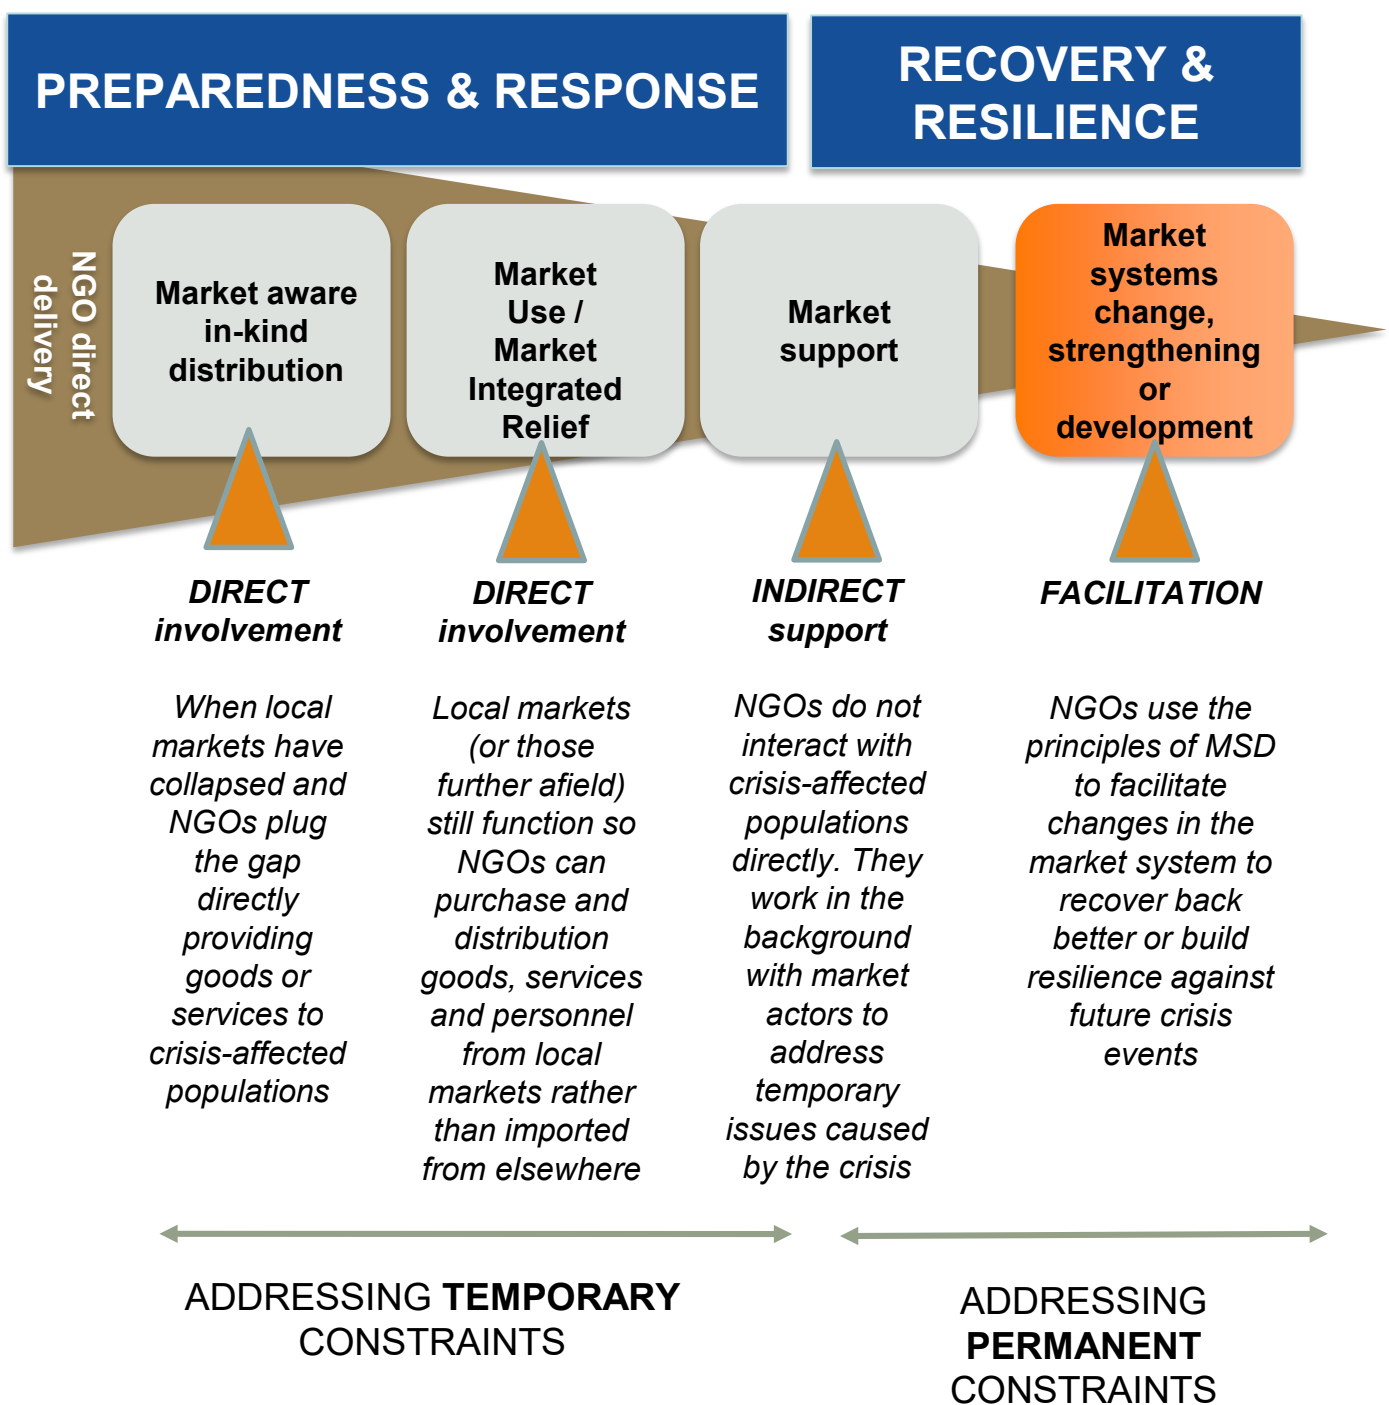 PREPAREDNESS & RESPONSE
RECOVERY &
RESILIENCE
NGO direct
delivery
Market aware
in-kind
distribution
Market
Use /
Market
Integrated
Relief
Market
support
Market
systems
change,
strengthening
or
development
DIRECT
involvement
When local
markets have
collapsed and
NGOs plug
the gap
directly
providing
goods or
services to
crisis-affected
populations
DIRECT
involvement
Local markets
(or those
further afield)
still function so
NGOs can
purchase and
distribution
goods, services
and personnel
from local
markets rather
than imported
from elsewhere
INDIRECT
support
NGOs do not
interact with
crisis-affected
populations
directly. They
work in the
background
with market
actors to
address
temporary
issues caused
by the crisis
FACILITATION
NGOs use the
principles of MSD
to facilitate
changes in the
market system to
recover back
better or build
resilience against
future crisis
events
ADDRESSING TEMPORARY
CONSTRAINTS
ADDRESSING
PERMANENT
CONSTRAINTS